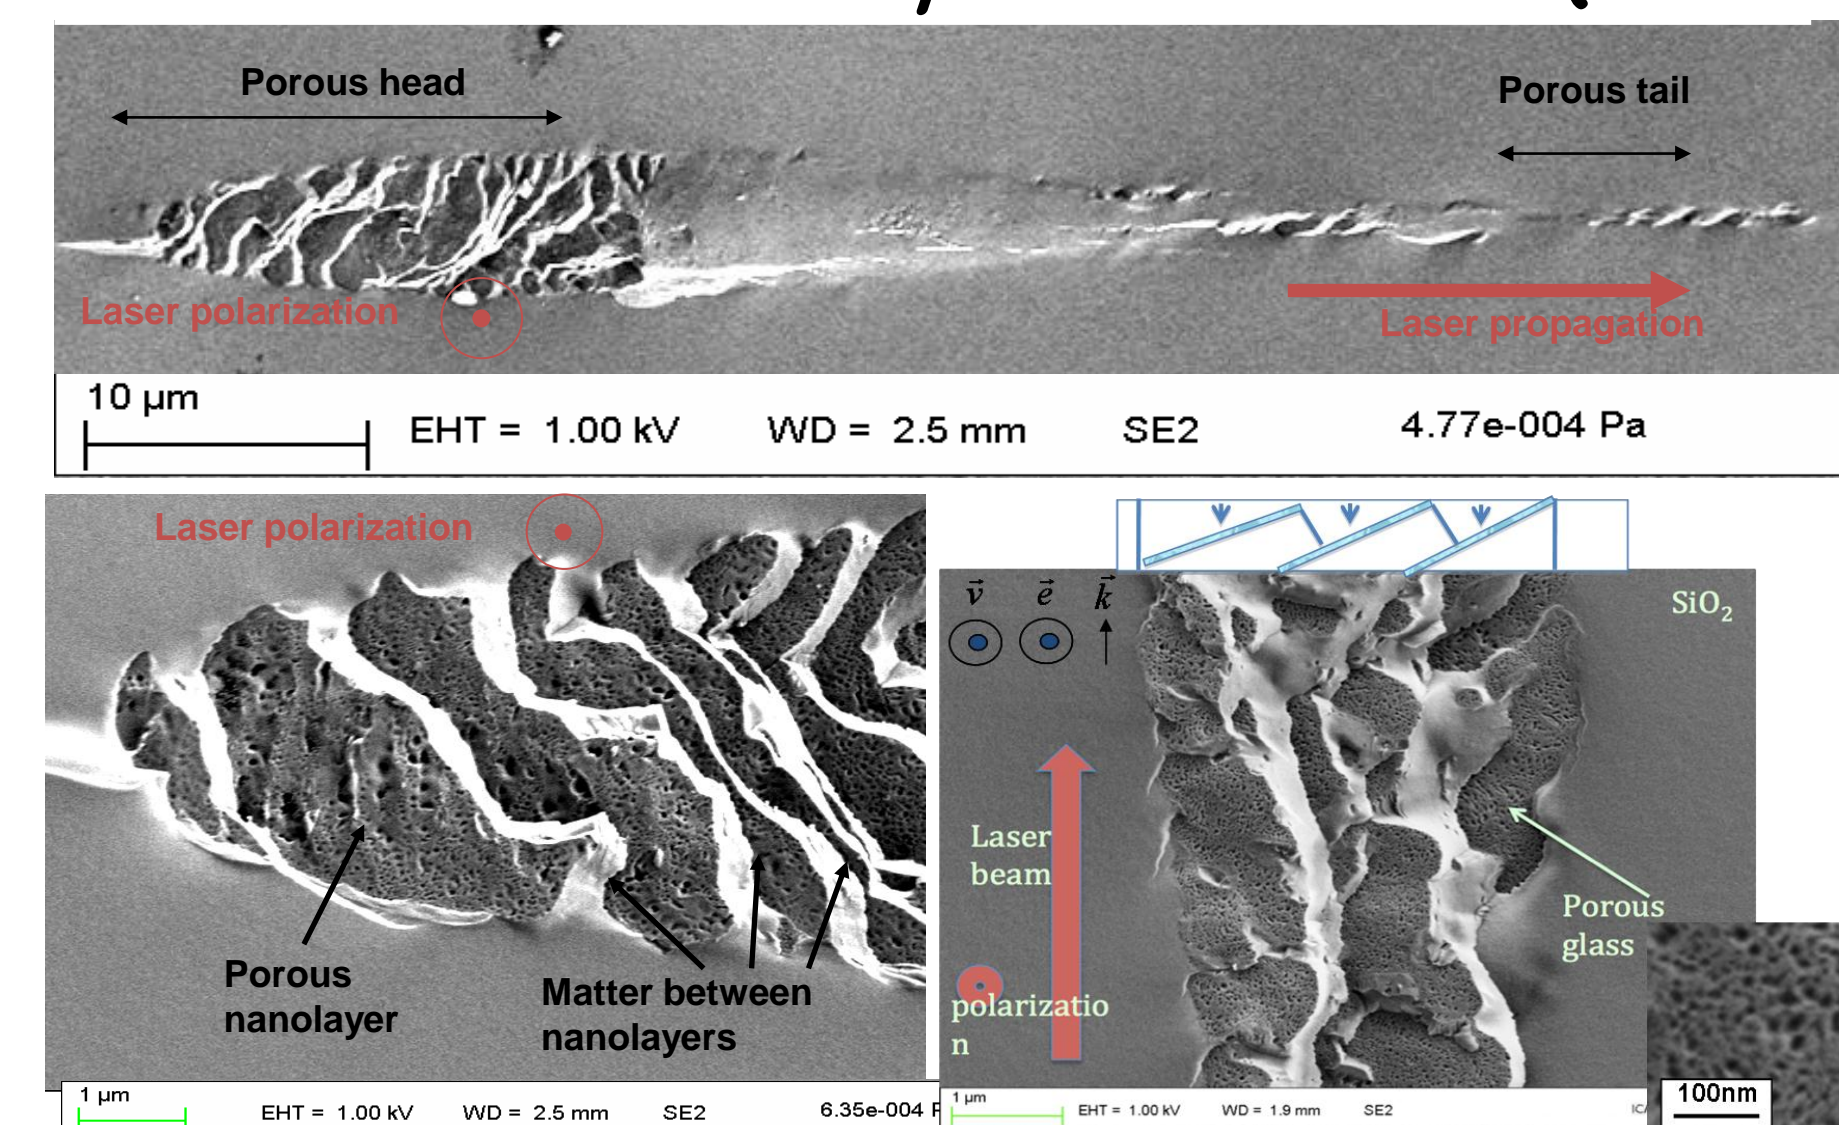 Porous head
Porous tail
Laser polarization
Laser propagation
10 µm
EHT = 1.00 kV
WD = 2.5 mm
SE2
4.77e-004 Pa
Laser polarization
Porous
nanolayer
Matter between
nanolayers
1 µm
EHT = 1.00 kV
WD = 2.5 mm
SE2
6.35e-004
v⃗
e⃗
k⃗
SiO₂
Laser
beam
polarizatio
n
Porous
glass
1 µm
EHT = 1.00 kV
WD = 1.9 mm
SE2
100nm